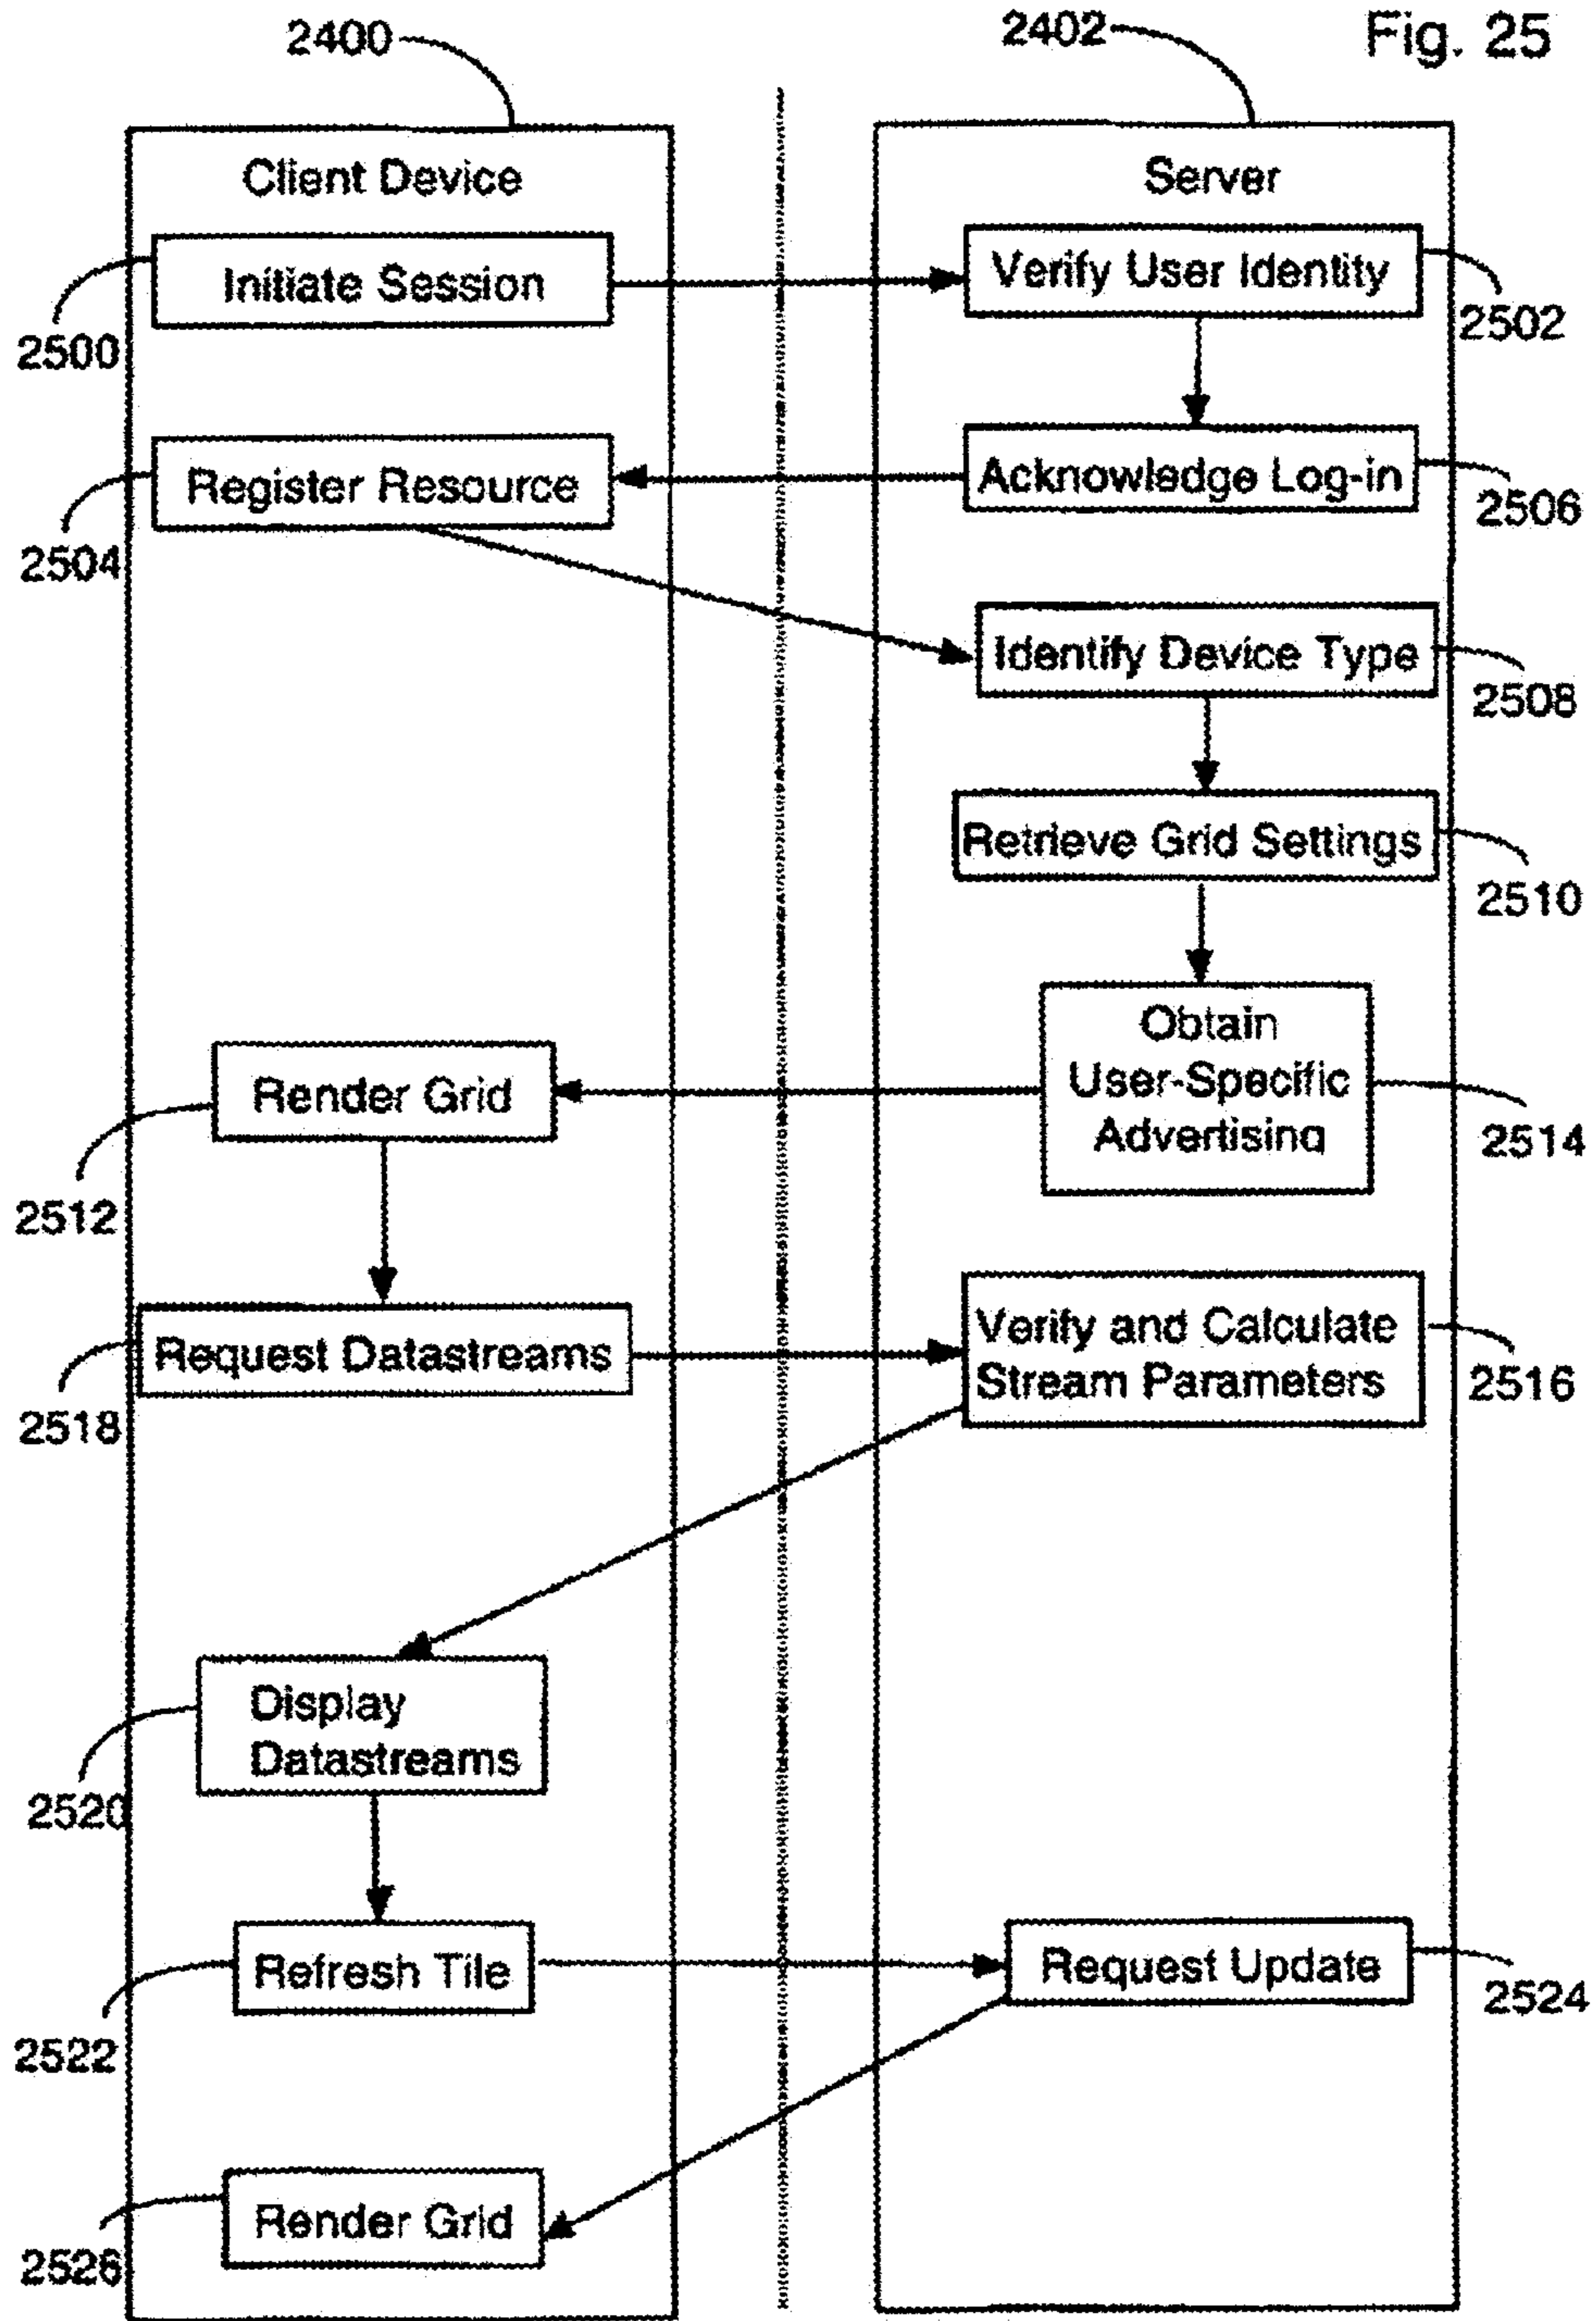 2400
2402
Fig. 25
Client Device
Server
Initiate Session
Verify User Identity
2500
2502
Register Resource
Acknowledge Log-in
2504
2506
Identify Device Type
2508
Retrieve Grid Settings
2510
Obtain
User-Specific
Advertising
Render Grid
2512
2514
Request Datastreams
Verify and Calculate
Stream Parameters
2518
2516
Display
Datastreams
2520
Refresh Tile
Request Update
2522
2524
Render Grid
2526